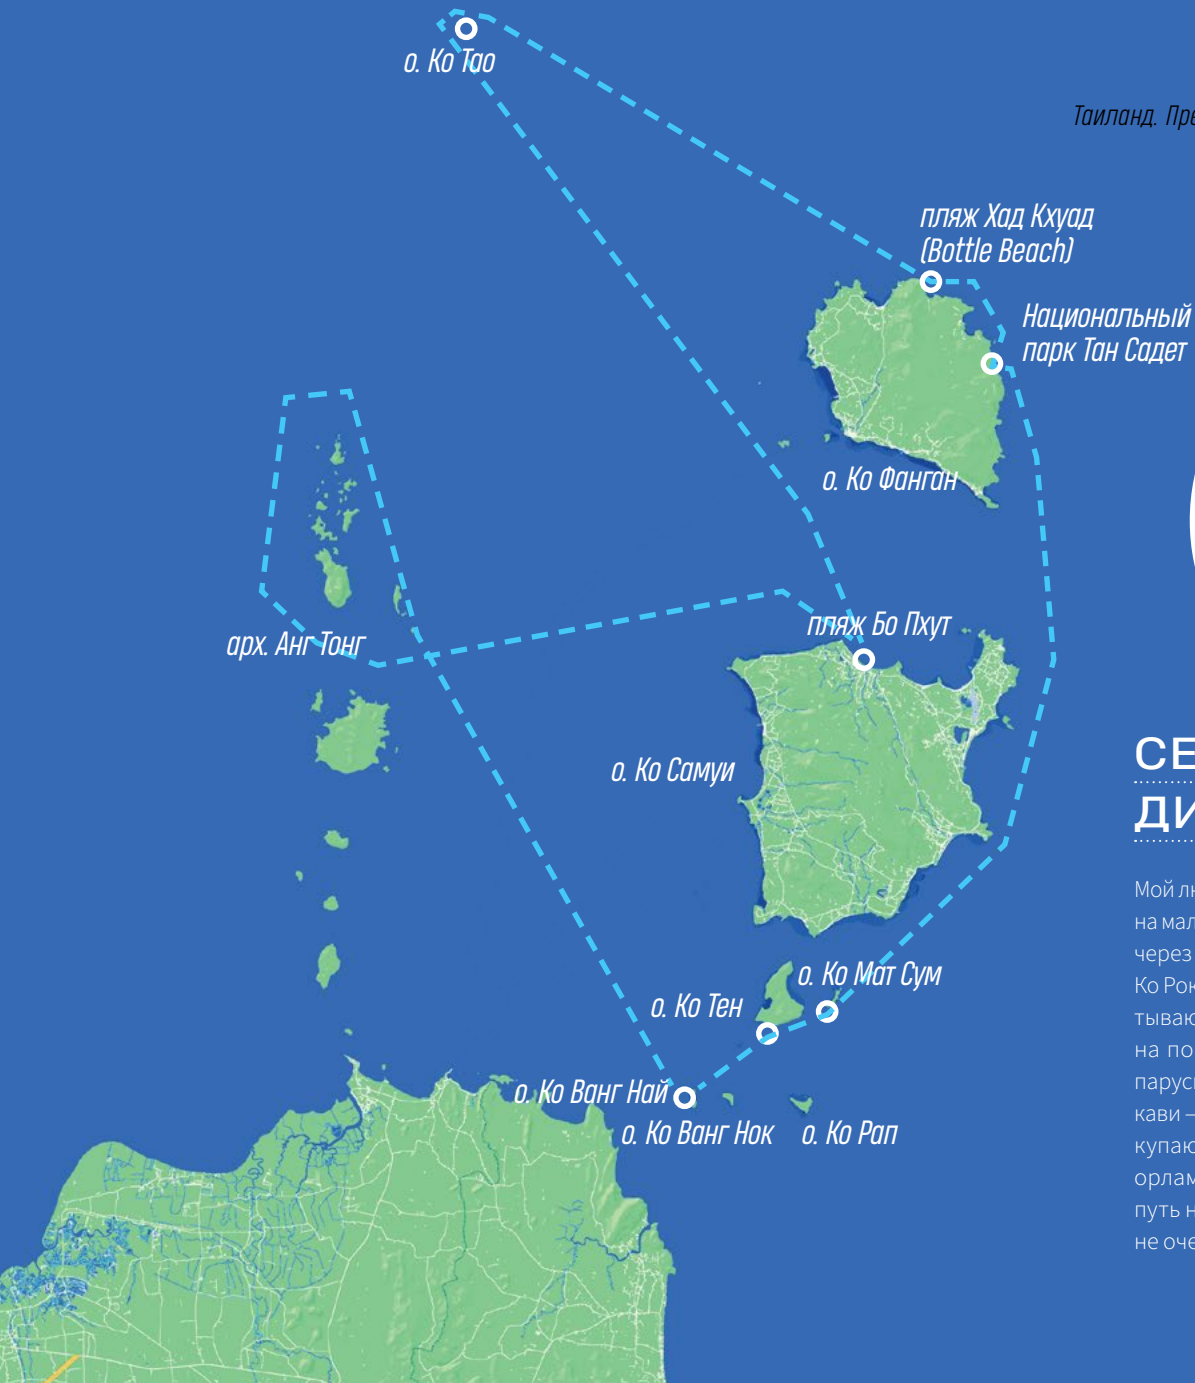 о. Ко Тао
Таиланд.
пляж Хад Кхуад
(Bottle Beach)
Национальный
парк Тан Садет
о. Ко Фанган
пляж Бо Пхут
арх. Анг Тонг
о. Ко Самуи
о. Ко Мат Сум
о. Ко Тен
о. Ко Ванг Най
о. Ко Ванг Нок
о. Ко Рап
СЕ
ДИ
Мой
на мал
через
Ко Рок
тываю
на по
парус
кави –
купаю
орлам
путь н
не оче